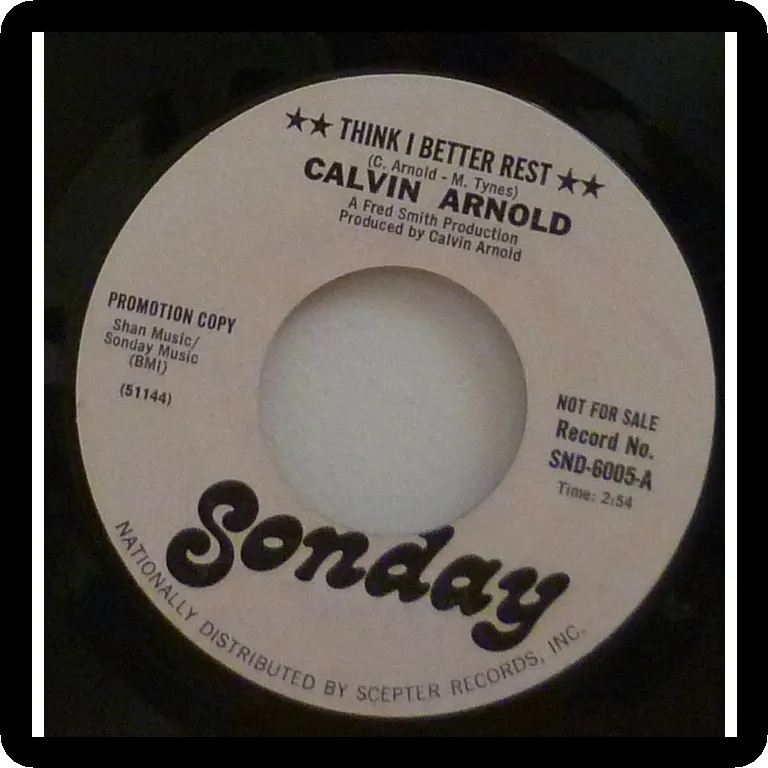 ★★ THINK I BETTER REST ★★
(C. Arnold - M. Tynes)
CALVIN ARNOLD
A Fred Smith Production
Produced by Calvin Arnold
PROMOTION COPY
Shan Music/
Sonday Music
(BMI)
(51144)
NOT FOR SALE
Record No.
SND-6005-A
Time: 2:54
Sonday
NATIONALLY DISTRIBUTED BY SCEPTER RECORDS, INC.